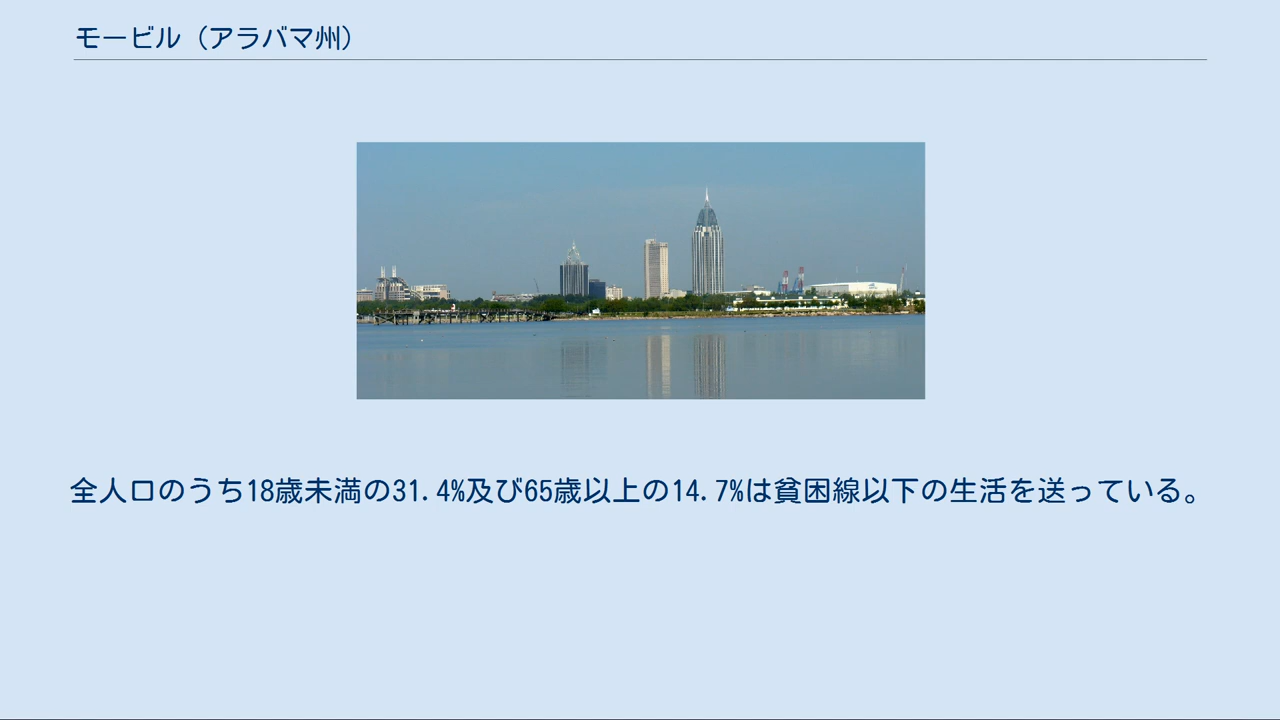 モービル（アラバマ州）
全人口のうち18歳未満の31.4%及び65歳以上の14.7%は貧困線以下の生活を送っている。